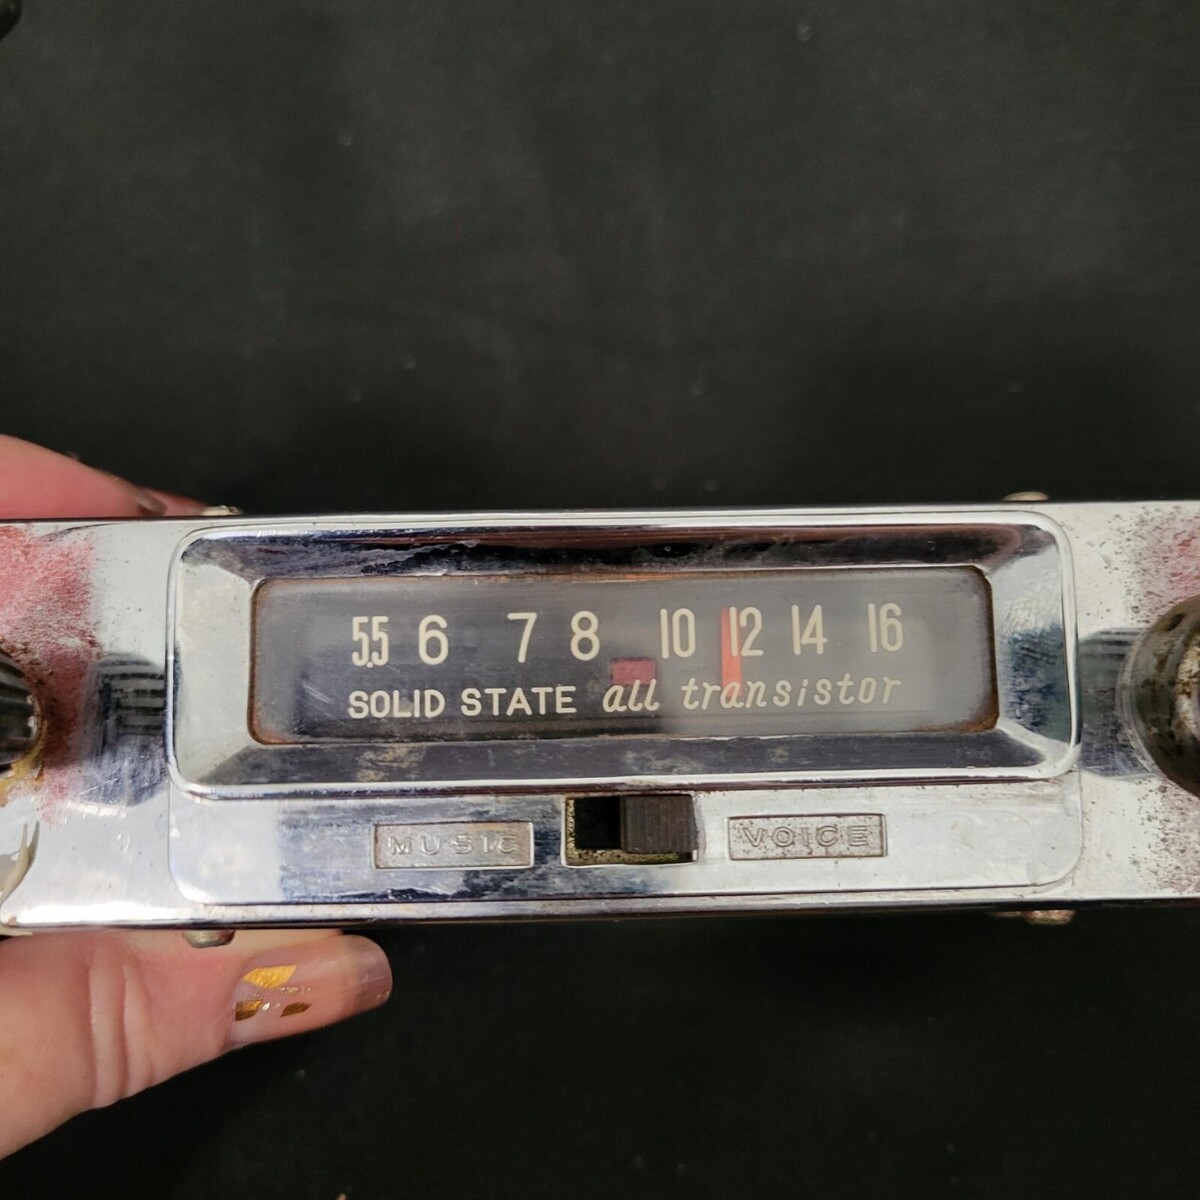 5.5 6 7 8 10 12 14 16
SOLID STATE all transistor
MUSIC VOICE